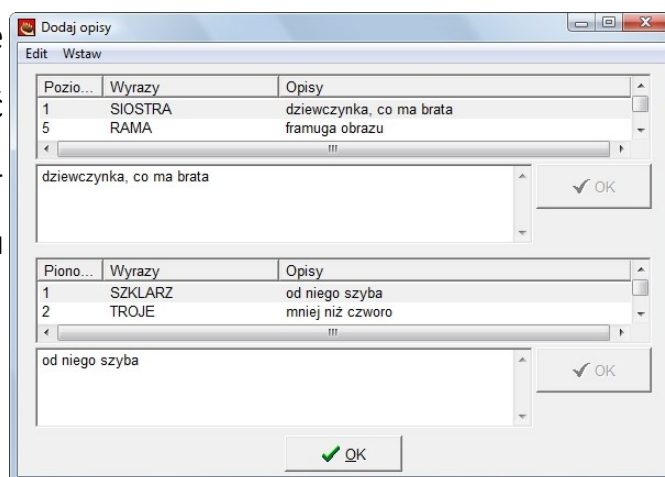 Dodaj opisy
Edit Wstaw
Pozio... Wyrazy Opisy
1 SIOSTRA dziewczynka, co ma brata
5 RAMA framuga obrazu
dziewczynka, co ma brata
OK
Piono... Wyrazy Opisy
1 SZKLARZ od niego szyba
2 TROJE mniej niż czworo
od niego szyba
OK
OK